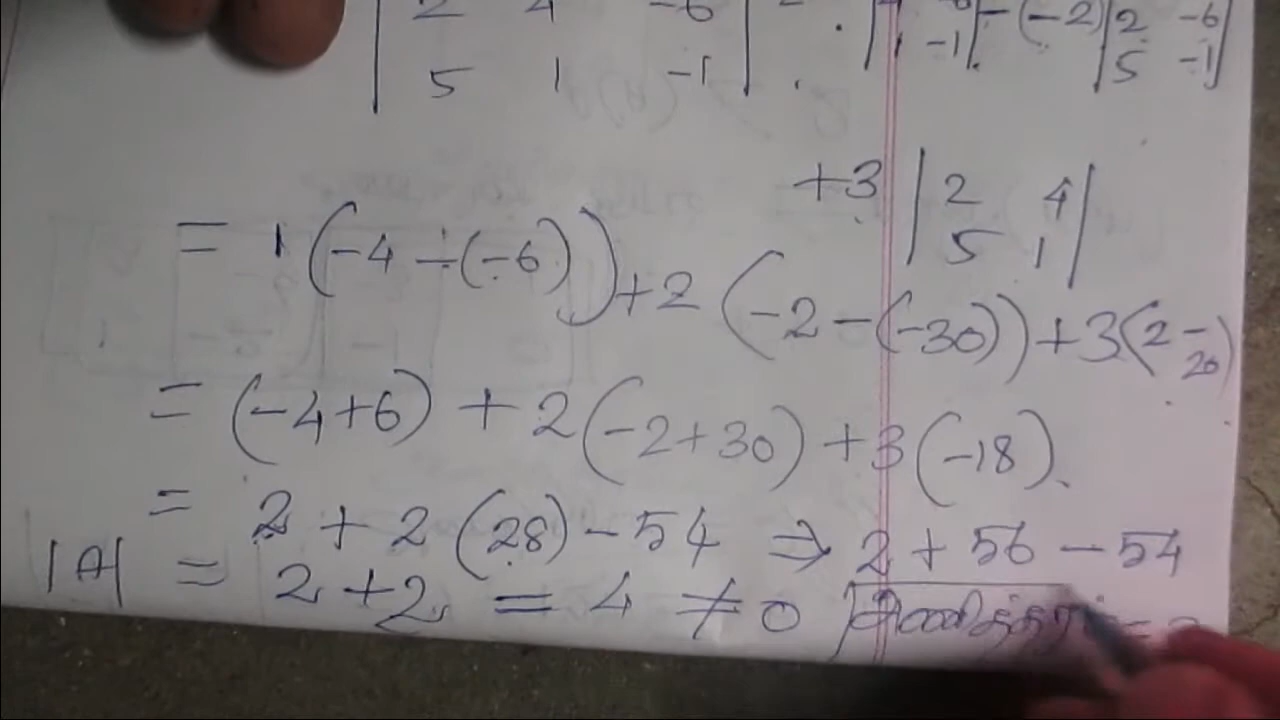 | 2 4 -6 | - (-2) | 2 -6 |
| 5 1 -1 | -1 | 5 -1 |
+3 | 2 4 |
| 5 1 |
= 1 (-4 - (-6)) + 2 (-2 - (-30)) + 3 (2 - 20)
= (-4+6) + 2 (-2+30) + 3 (-18)
= 2 + 2 (28) - 54 ⇒ 2 + 56 - 54
|A| = 2 + 2 = 4 ≠ 0